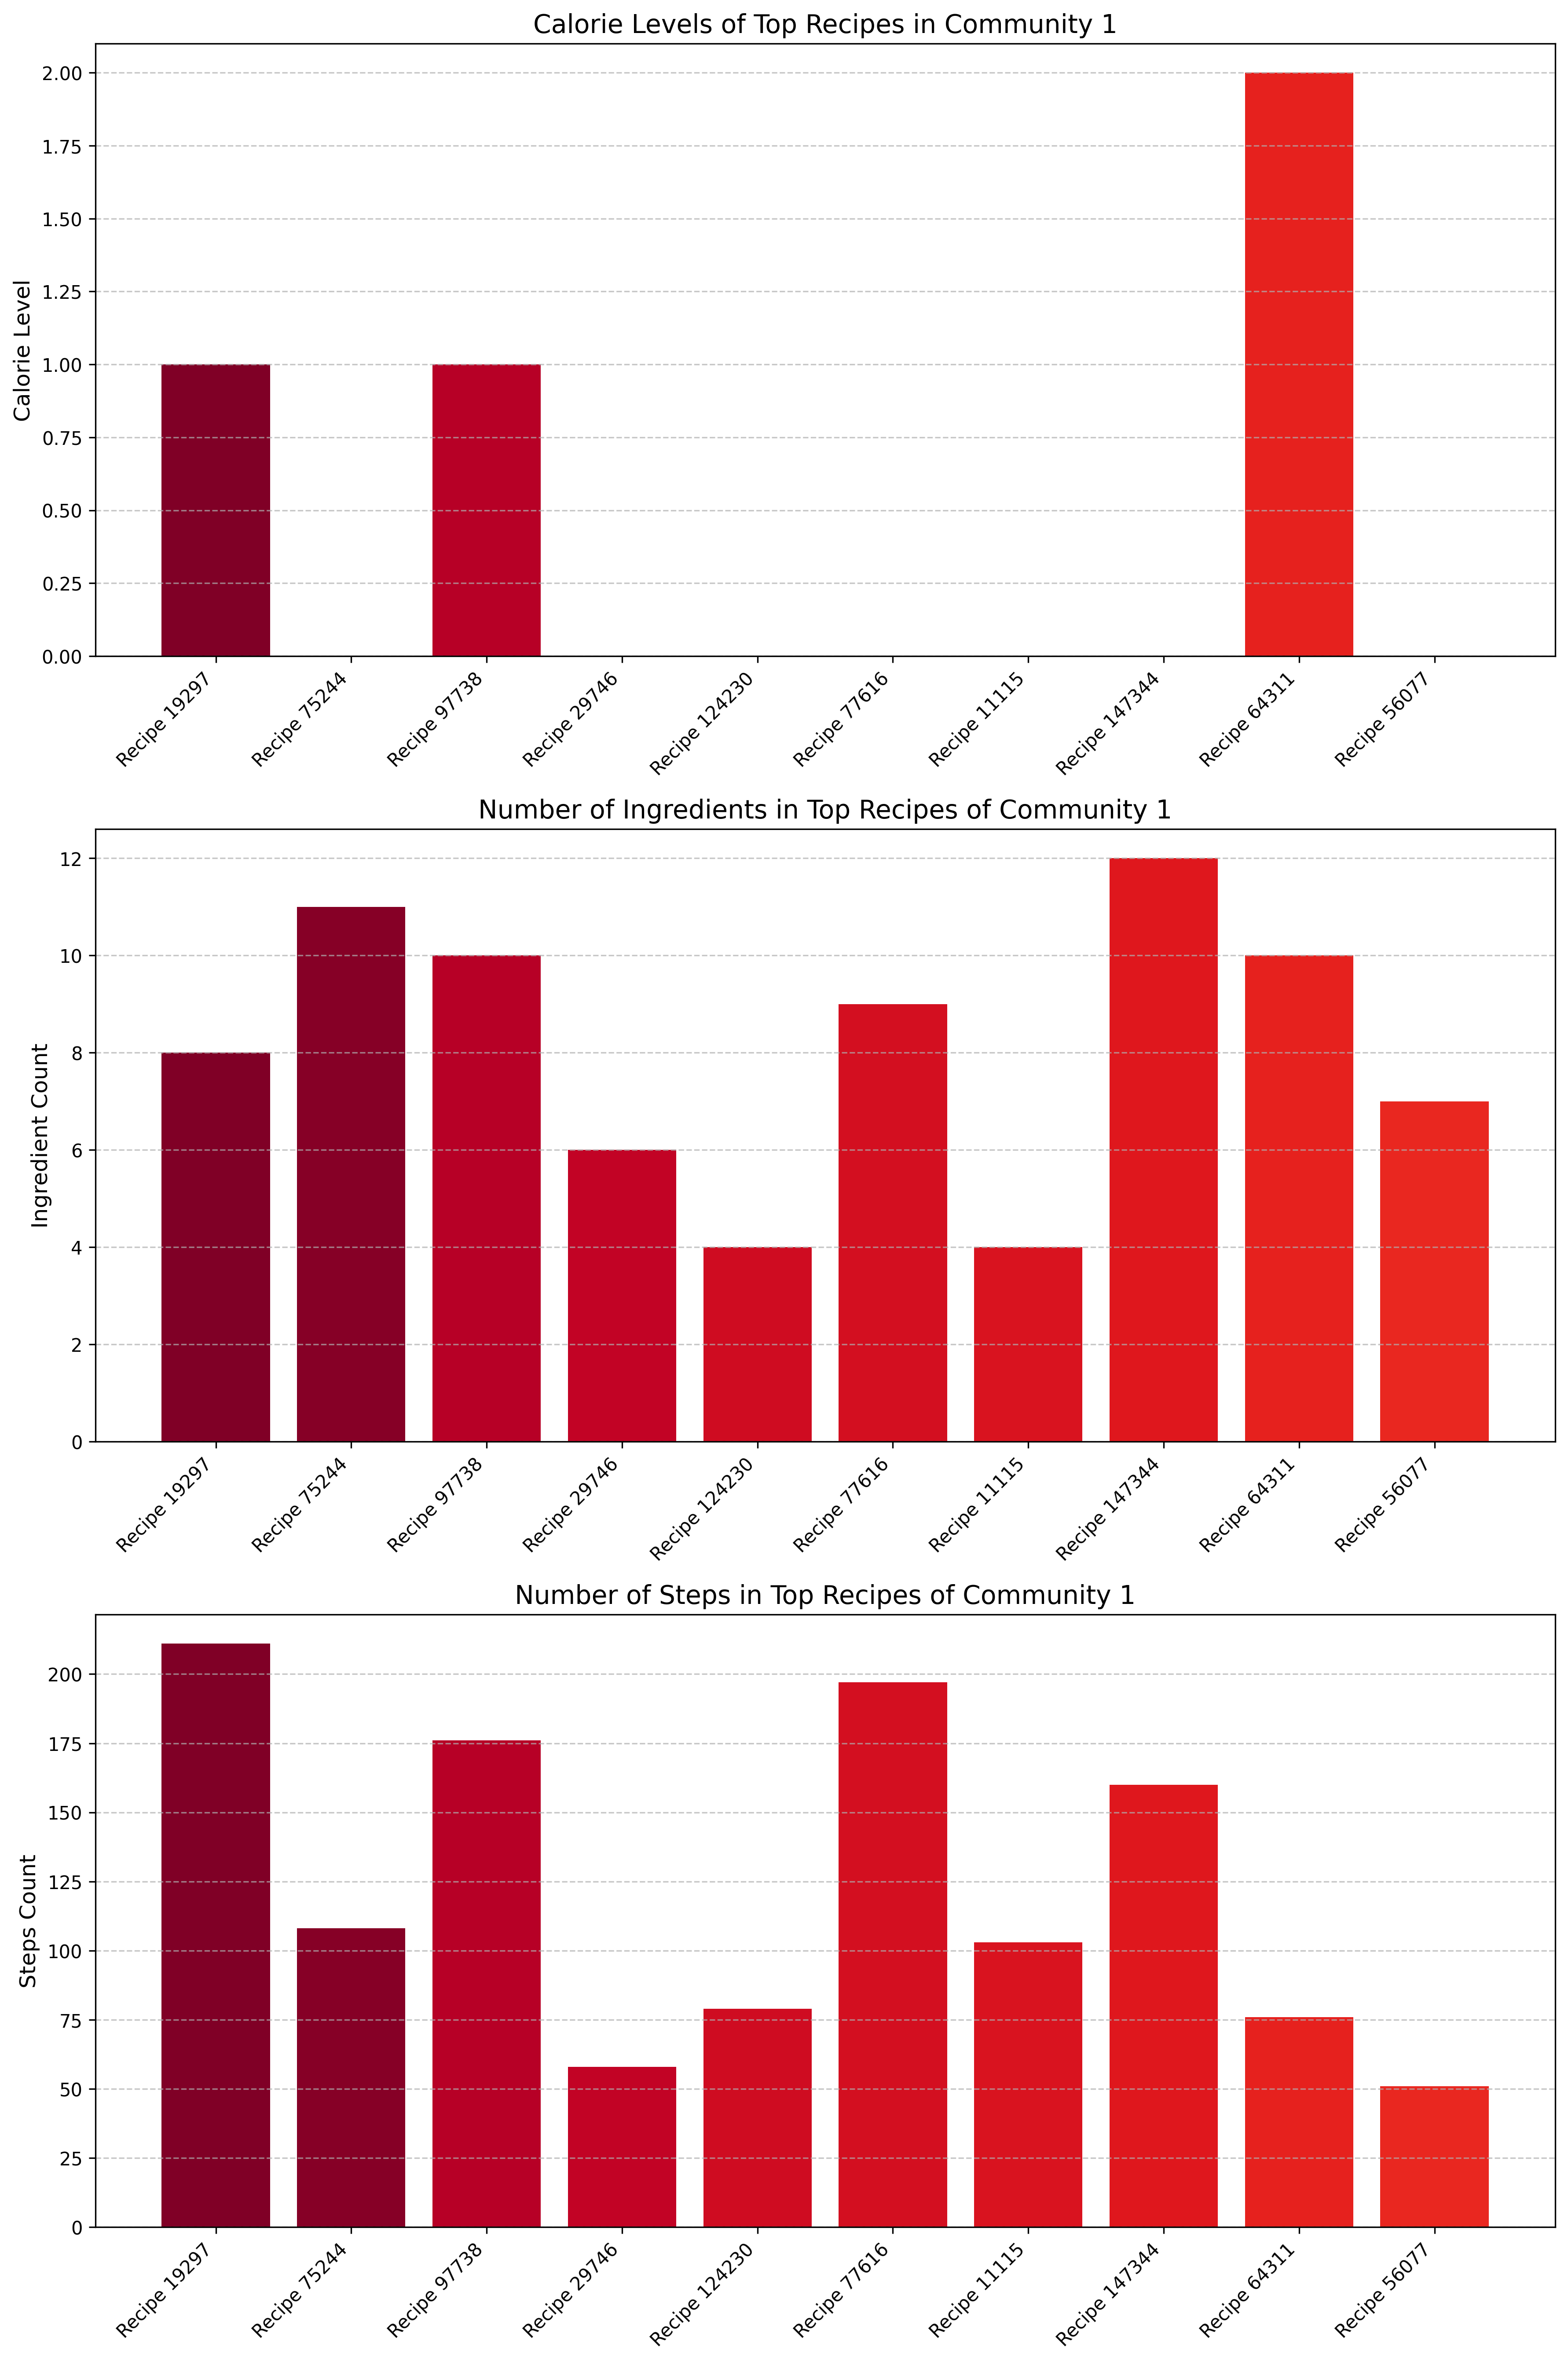 Calorie Levels of Top Recipes in Community 1
Calorie Level
2.00
1.75
1.50
1.25
1.00
0.75
0.50
0.25
0.00
Recipe 19297
Recipe 75244
Recipe 97738
Recipe 29746
Recipe 124230
Recipe 77616
Recipe 11115
Recipe 147344
Recipe 64311
Recipe 56077
Number of Ingredients in Top Recipes of Community 1
Ingredient Count
12
10
8
6
4
2
0
Recipe 19297
Recipe 75244
Recipe 97738
Recipe 29746
Recipe 124230
Recipe 77616
Recipe 11115
Recipe 147344
Recipe 64311
Recipe 56077
Number of Steps in Top Recipes of Community 1
Steps Count
200
175
150
125
100
75
50
25
0
Recipe 19297
Recipe 75244
Recipe 97738
Recipe 29746
Recipe 124230
Recipe 77616
Recipe 11115
Recipe 147344
Recipe 64311
Recipe 56077